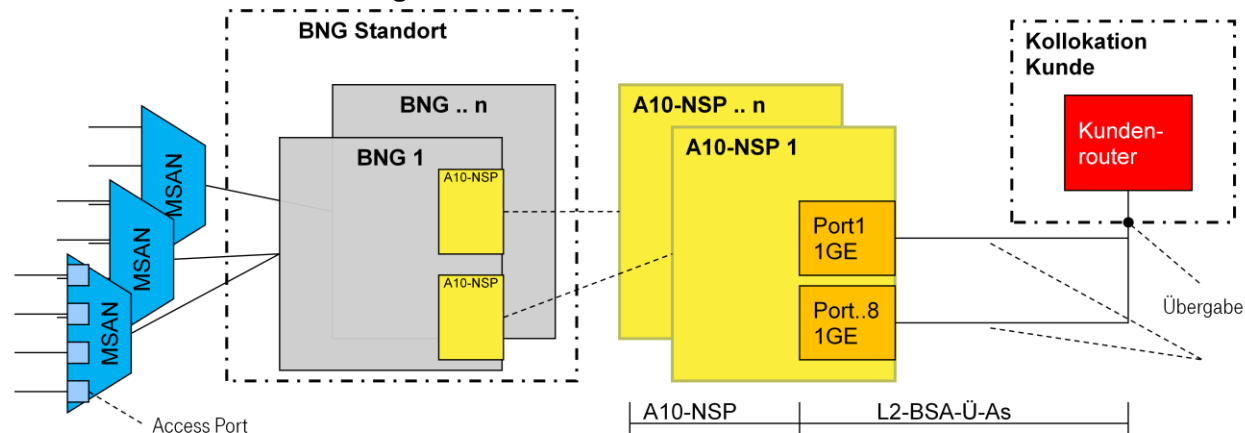 BNG Standort
Kollokation
Kunde
BNG .. n
A10-NSP .. n
Kunden-
router
BNG 1
A10-NSP 1
MSAN
A10-NSP
MSAN
Port1
1GE
MSAN
A10-NSP
Port..8
1GE
Übergabe
Access Port
A10-NSP
L2-BSA-Ü-As